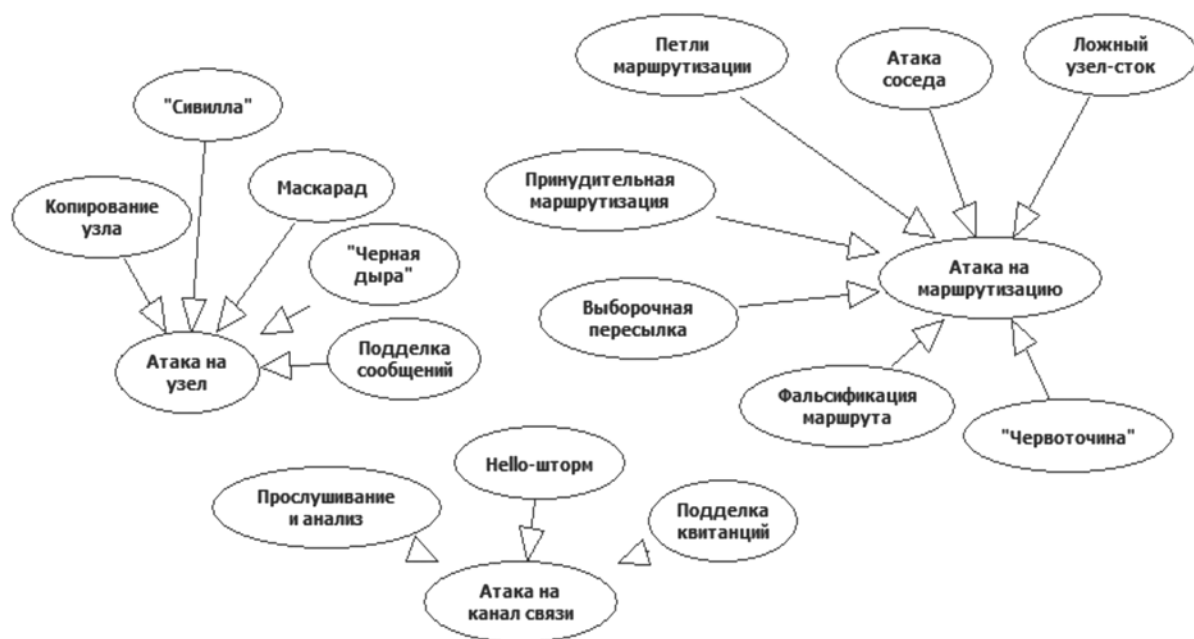 "Сивилла"
Копирование
узла
Маскарад
"Черная
дыра"
Подделка
сообщений
Атака на
узел
Петли
маршрутизации
Атака
соседа
Ложный
узел-сток
Принудительная
маршрутизация
Выборочная
пересылка
Атака на
маршрутизацию
Фальсификация
маршрута
"Червоточина"
Hello-шторм
Прослушивание
и анализ
Подделка
квитанций
Атака на
канал связи